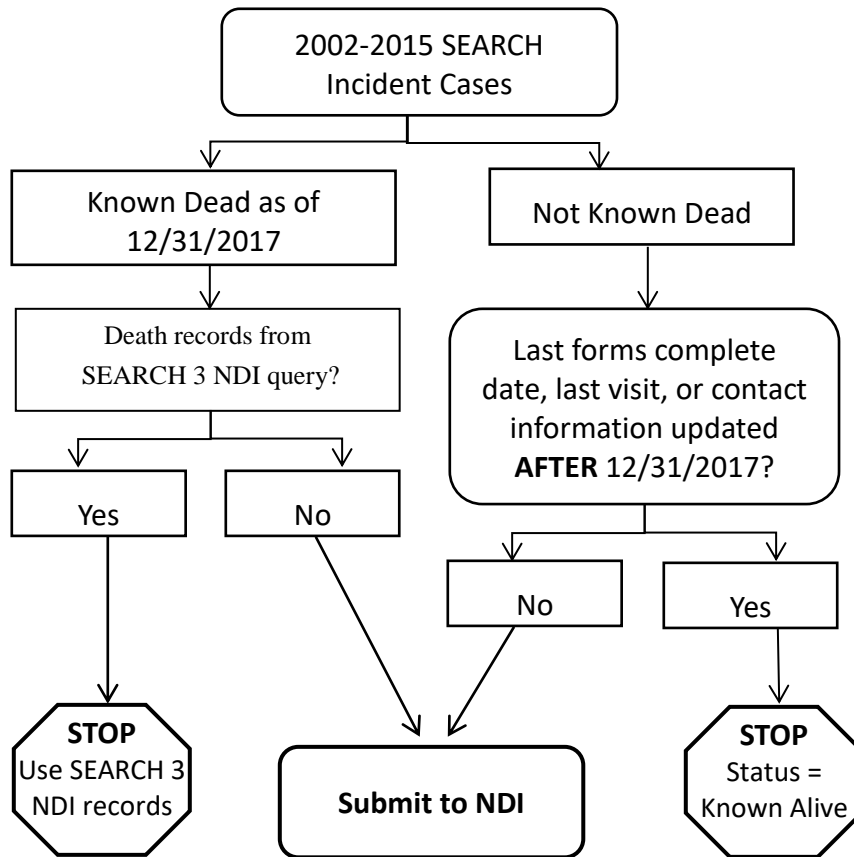 2002-2015 SEARCH
Incident Cases
Known Dead as of
12/31/2017
Not Known Dead
Death records from
SEARCH 3 NDI query?
Last forms complete
date, last visit, or contact
information updated
AFTER 12/31/2017?
Yes
No
No
Yes
STOP
Use SEARCH 3
NDI records
Submit to NDI
STOP
Status =
Known Alive